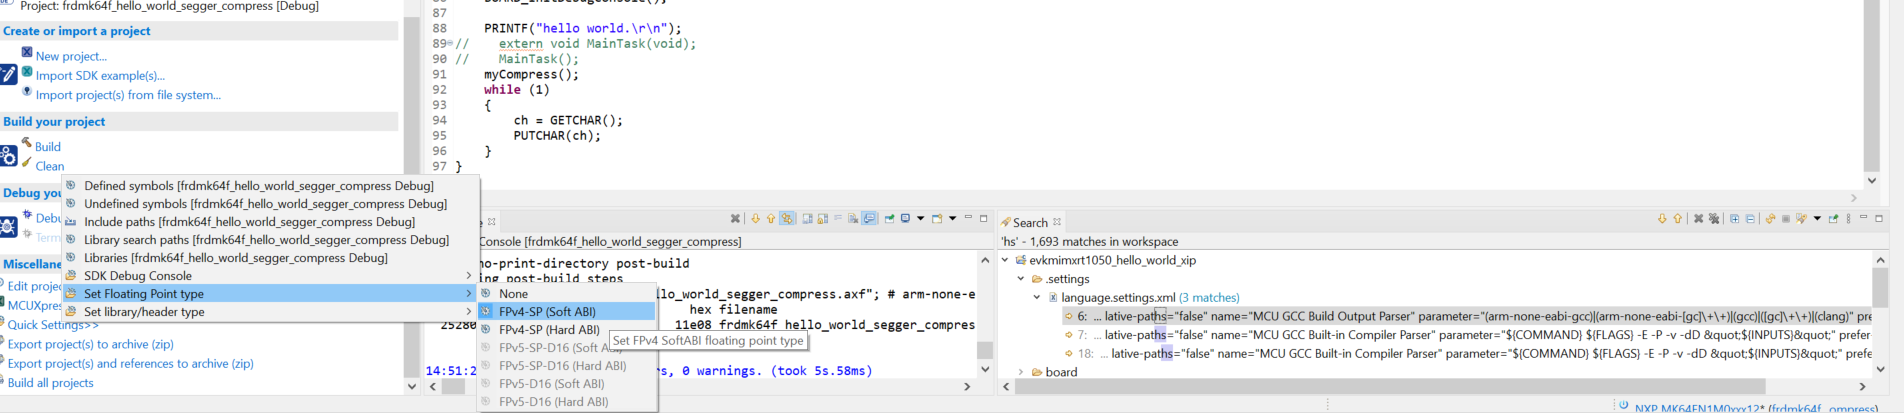 Project: frdmk64f_hello_world_segger_compress [Debug]
Create or import a project
New project...
Import SDK example(s)...
Import project(s) from file system...
Build your project
Build
Clean
Debug you
Debu
Term
Miscellane
Edit projec
MCUXpres
Quick Settings>>
Export project(s) to archive (zip)
Export project(s) and references to archive (zip)
Build all projects
Defined symbols [frdmk64f_hello_world_segger_compress Debug]
Undefined symbols [frdmk64f_hello_world_segger_compress Debug]
Include paths [frdmk64f_hello_world_segger_compress Debug]
Library search paths [frdmk64f_hello_world_segger_compress Debug]
Libraries [frdmk64f_hello_world_segger_compress Debug]
SDK Debug Console
Set Floating Point type
Set library/header type
None
FPv4-SP (Soft ABI)
FPv4-SP (Hard ABI)
FPv5-SP-D16 (Soft AB
FPv5-SP-D16 (Hard ABI)
FPv5-D16 (Soft ABI)
FPv5-D16 (Hard ABI)
Set FPv4 SoftABI floating point type
87
88 PRINTF("hello world.\r\n");
89 // extern void MainTask(void);
90 // MainTask();
91 myCompress();
92 while (1)
93 {
94 ch = GETCHAR();
95 PUTCHAR(ch);
96 }
97 }
Console [frdmk64f_hello_world_segger_compress]
no-print-directory post-build
ing post-build steps
llo_world_segger_compress.axf"; # arm-none-e
hex filename
25280 11e08 frdmk64f_hello_world_segger_compres
14:51:2 s, 0 warnings. (took 5s.58ms)
Search
'hs' - 1,693 matches in workspace
evkmimxrt1050_hello_world_xip
.settings
language.settings.xml (3 matches)
6: ... lative-paths="false" name="MCU GCC Build Output Parser" parameter="(arm-none-eabi-gcc)|(arm-none-eabi-[gc]\+\+)|(gcc)|([gc]\+\+)|(clang)" pre
7: ... lative-paths="false" name="MCU GCC Built-in Compiler Parser" parameter="${COMMAND} ${FLAGS} -E -P -v -dD &quot;${INPUTS}&quot;" prefer
18: ... lative-paths="false" name="MCU GCC Built-in Compiler Parser" parameter="${COMMAND} ${FLAGS} -E -P -v -dD &quot;${INPUTS}&quot;" prefe
board
NXP MK64FN1M0xxx12* (frdmk64f...ompress)